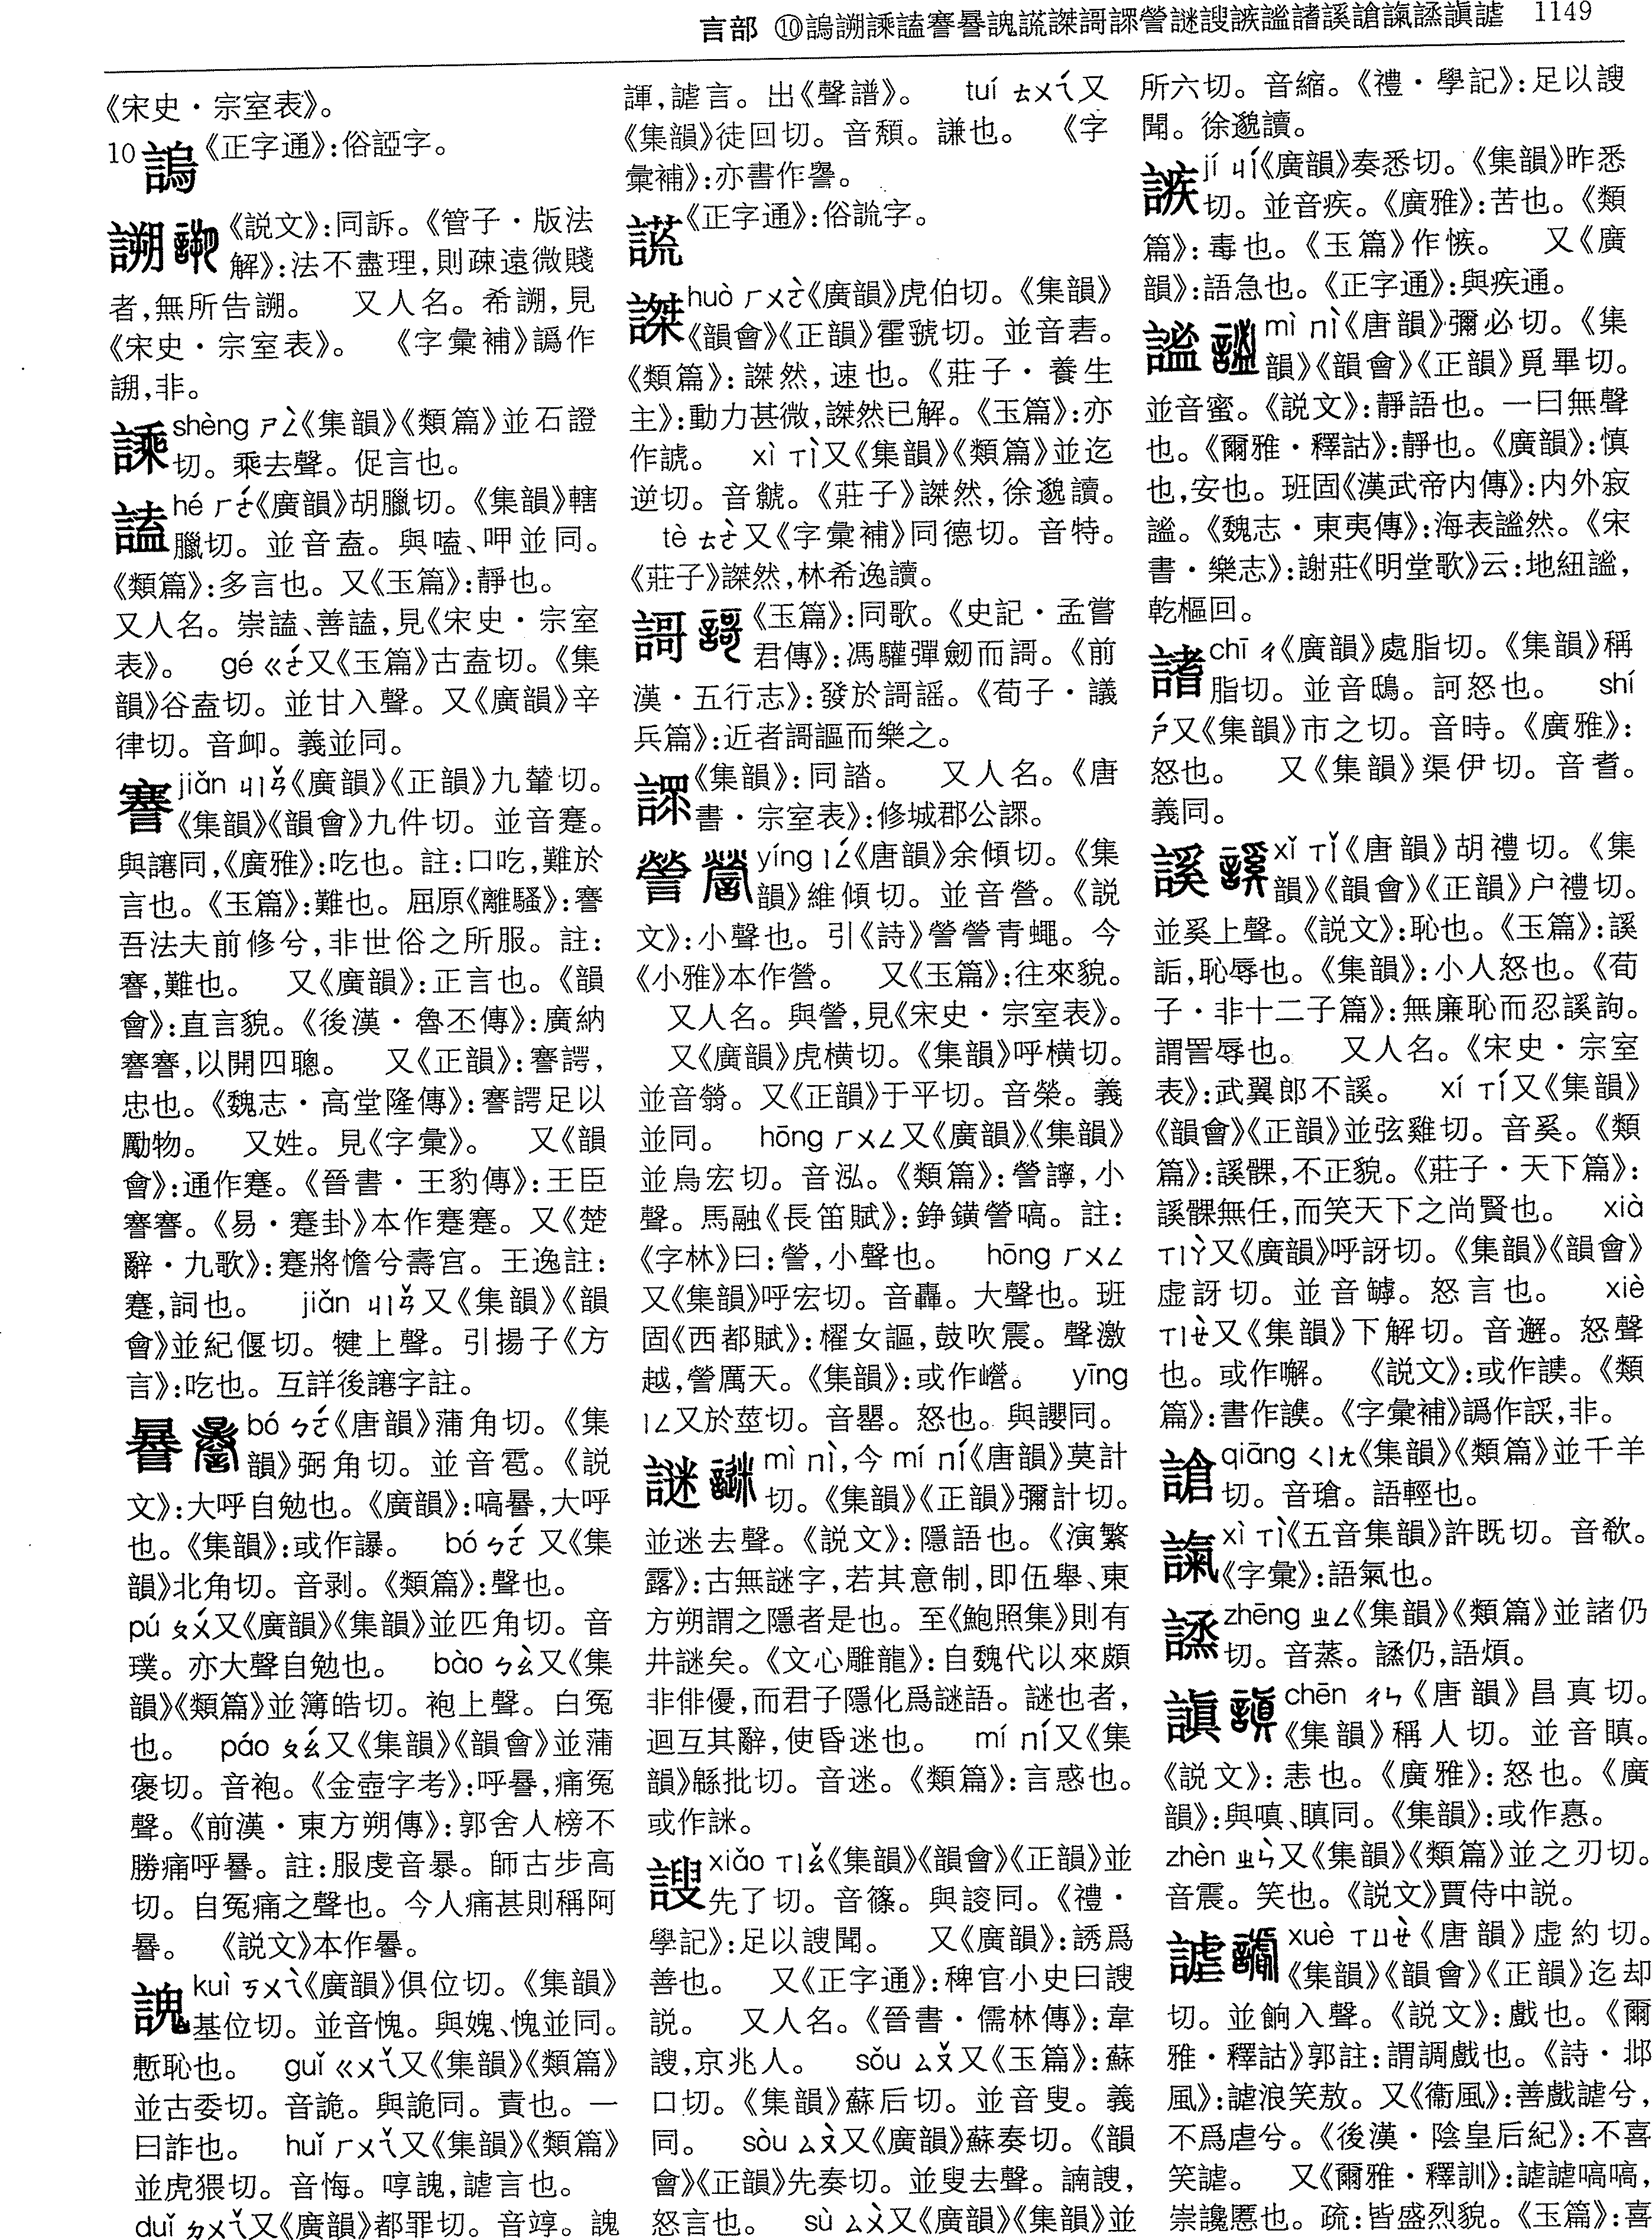 言部 ⑩䛩謝𧪜謚謇㬥謉謊謋謌𧪞謍謎謏𧪠謐䜄謑謒䛴𧪣謓謔 1149
《宋史·宗室表》。
10 《正字通》:俗誣字。
《説文》:同訴。《管子·版法
解》:法不盡理,則疎遠微賤
者,無所告愬。 又人名。希愬,見
《宋史·宗室表》。 《字彙補》譌作
,非。
shèng ㄕㄥˋ《集韻》《類篇》並石證
切。乘去聲。促言也。
hé ㄏㄜˊ《廣韻》胡臘切。《集韻》轄
臘切。並音盍。與嗑、呷並同。
《類篇》:多言也。又《玉篇》:靜也。
又人名。崇𧪞、善𧪞,見《宋史·宗室
表》。 gé ㄍㄜˊ又《玉篇》古盍切。《集
韻》谷盍切。並甘入聲。又《廣韻》辛
律切。音卹。義並同。
謇 jiǎn ㄐㄧㄢˇ《廣韻》《正韻》九輦切。
《集韻》《韻會》九件切。並音蹇。
與讓同,《廣雅》:吃也。註:口吃,難於
言也。《玉篇》:難也。屈原《離騷》:謇
吾法夫前修兮,非世俗之所服。註:
謇,難也。 又《廣韻》:正言也。《韻
會》:直言貌。《後漢·魯丕傳》:廣納
謇謇,以開四聰。 又《正韻》:謇諤,
忠也。《魏志·高堂隆傳》:謇諤足以
勵物。 又姓。見《字彙》。 又《韻
會》:通作蹇。《晉書·王豹傳》:王臣
謇謇。《易·蹇卦》本作蹇蹇。又《楚
辭·九歌》:蹇將憺兮壽宫。王逸註:
蹇,詞也。 jiǎn ㄐㄧㄢˇ又《集韻》《韻
會》並紀偃切。犍上聲。引揚子《方
言》:吃也。互詳後讓字註。
謈 bó ㄅㄛˊ《唐韻》蒲角切。《集
韻》弼角切。並音雹。《説
文》:大呼自勉也。《廣韻》:嗃謈,大呼
也。《集韻》:或作譟。 bó ㄅㄛˊ又《集
韻》北角切。音剥。《類篇》:聲也。
pú ㄆㄨˊ又《廣韻》《集韻》並匹角切。音
璞。亦大聲自勉也。 bào ㄅㄠˋ又《集
韻》《類篇》並簿皓切。袍上聲。白冤
也。 páo ㄆㄠˊ又《集韻》《韻會》並蒲
褒切。音袍。《金壺字考》:呼謈,痛冤
聲。《前漢·東方朔傳》:郭舍人榜不
勝痛呼謈。註:服虔音暴。師古步高
切。自冤痛之聲也。今人痛甚則稱阿
謈。 《説文》本作謈。
謉 kuì ㄎㄨㄟˋ《廣韻》俱位切。《集韻》
基位切。並音愧。與媿、愧並同。
慙恥也。 guǐ ㄍㄨㄟˇ又《集韻》《類篇》
並古委切。音詭。與詭同。責也。一
曰詐也。 huǐ ㄏㄨㄟˇ又《集韻》《類篇》
並虎猥切。音悔。啍謉,謔言也。
duǐ ㄉㄨㄟˇ又《廣韻》都罪切。音䇏。謉
諢,謔言。出《聲譜》。 tuí ㄊㄨㄟˊ又
《集韻》徒回切。音頽。謙也。 《字
彙補》:亦書作。
謊 《正字通》:俗䛆字。
謋 huò ㄏㄨㄛˋ《廣韻》虎伯切。《集韻》
《韻會》《正韻》霍虢切。並音砉。
《類篇》:謋然,速也。《莊子·養生
主》:動力甚微,謋然已解。《玉篇》:亦
作諕。 xì ㄒㄧˋ又《集韻》《類篇》並迄
逆切。音虩。《莊子》謋然,徐邈讀。
tè ㄊㄜˋ又《字彙補》同德切。音特。
《莊子》謋然,林希逸讀。
謌 《玉篇》:同歌。《史記·孟嘗
君傳》:馮驩彈劒而謌。《前
漢·五行志》:發於謌謡。《荀子·議
兵篇》:近者謌謳而樂之。
《集韻》:同誻。 又人名。《唐
書·宗室表》:修城郡公。
謍 yíng ㄧㄥˊ《唐韻》余傾切。《集
韻》維傾切。並音營。《説
文》:小聲也。引《詩》謍謍青蠅。今
《小雅》本作營。 又《玉篇》:往來貌。
又人名。與謍,見《宋史·宗室表》。
又《廣韻》虎横切。《集韻》呼横切。
並音䪫。又《正韻》于平切。音榮。義
並同。 hōng ㄏㄨㄥ又《廣韻》《集韻》
並烏宏切。音泓。《類篇》:謍嚀,小
聲。馬融《長笛賦》:錚鐄謍嗃。註:
《字林》曰:謍,小聲也。 hōng ㄏㄨㄥ
又《集韻》呼宏切。音轟。大聲也。班
固《西都賦》:櫂女謳,鼓吹震。聲激
越,謍厲天。《集韻》:或作。 yīng
ㄧㄥ又於莖切。音罌。怒也。與譻同。
謎 mì ㄇㄧˋ,今 mí ㄇㄧˊ《唐韻》莫計
切。《集韻》《正韻》彌計切。
並迷去聲。《説文》:隱語也。《演繁
露》:古無謎字,若其意制,即伍舉、東
方朔謂之隱者是也。至《鮑照集》則有
井謎矣。《文心雕龍》:自魏代以來頗
非俳優,而君子隱化爲謎語。謎也者,
迴互其辭,使昏迷也。 mí ㄇㄧˊ又《集
韻》緜批切。音迷。《類篇》:言惑也。
或作詸。
謏 xiǎo ㄒㄧㄠˇ《集韻》《韻會》《正韻》並
先了切。音篠。與𧩮同。《禮·
學記》:足以謏聞。 又《廣韻》:誘爲
善也。 又《正字通》:稗官小史曰謏
説。 又人名。《晉書·儒林傳》:韋
謏,京兆人。 sǒu ㄙㄡˇ又《玉篇》:蘇
口切。《集韻》蘇后切。並音叟。義
同。 sòu ㄙㄡˋ又《廣韻》蘇奏切。《韻
會》《正韻》先奏切。並叟去聲。諵謏,
怒言也。 sù ㄙㄨˋ又《廣韻》《集韻》並
所六切。音縮。《禮·學記》:足以謏
聞。徐邈讀。
jí ㄐㄧˊ《廣韻》奏悉切。《集韻》昨悉
切。並音疾。《廣雅》:苦也。《類
篇》:毒也。《玉篇》作㥛。 又《廣
韻》:語急也。《正字通》:與疾通。
謐 mì ㄇㄧˋ《唐韻》彌必切。《集
韻》《韻會》《正韻》覓畢切。
並音蜜。《説文》:靜語也。一曰無聲
也。《爾雅·釋詁》:靜也。《廣韻》:慎
也,安也。班固《漢武帝内傳》:内外寂
謐。《魏志·東夷傳》:海表謐然。《宋
書·樂志》:謝莊《明堂歌》云:地紐謐,
乾樞回。
chī ㄔ《廣韻》處脂切。《集韻》稱
脂切。並音鴟。訶怒也。 shí
ㄕˊ又《集韻》市之切。音時。《廣雅》:
怒也。 又《集韻》渠伊切。音耆。
義同。
謑 xǐ ㄒㄧˇ《唐韻》胡禮切。《集
韻》《韻會》《正韻》户禮切。
並奚上聲。《説文》:恥也。《玉篇》:謑
詬,恥辱也。《集韻》:小人怒也。《荀
子·非十二子篇》:無廉恥而忍謑訽。
謂詈辱也。 又人名。《宋史·宗室
表》:武翼郎不謑。 xí ㄒㄧˊ又《集韻》
《韻會》《正韻》並弦雞切。音奚。《類
篇》:謑髁,不正貌。《莊子·天下篇》:
謑髁無任,而笑天下之尚賢也。 xià
ㄒㄧㄚˋ又《廣韻》呼訝切。《集韻》《韻會》
虚訝切。並音罅。怒言也。 xiè
ㄒㄧㄝˋ又《集韻》下解切。音邂。怒聲
也。或作嶰。 《説文》:或作䜁。《類
篇》:書作謨。《字彙補》譌作誤,非。
謒 qiāng ㄑㄧㄤ《集韻》《類篇》並千羊
切。音瑲。語輕也。
xì ㄒㄧˋ《五音集韻》許既切。音欷。
《字彙》:語氣也。
zhēng ㄓㄥ《集韻》《類篇》並諸仍
切。音蒸。仍,語煩。
謓 chēn ㄔㄣ《唐韻》昌真切。
《集韻》稱人切。並音瞋。
《説文》:恚也。《廣雅》:怒也。《廣
韻》:與嗔、瞋同。《集韻》:或作㥲。
zhèn ㄓㄣˋ又《集韻》《類篇》並之刃切。
音震。笑也。《説文》賈侍中説。
謔 xuè ㄒㄩㄝˋ《唐韻》虚約切。
《集韻》《韻會》《正韻》迄却
切。並餉入聲。《説文》:戲也。《爾
雅·釋詁》郭註:謂調戲也。《詩·邶
風》:謔浪笑敖。又《衞風》:善戲謔兮,
不爲虐兮。《後漢·陰皇后紀》:不喜
笑謔。 又《爾雅·釋訓》:謔謔嗃嗃,
崇讒慝也。疏:皆盛烈貌。《玉篇》:喜